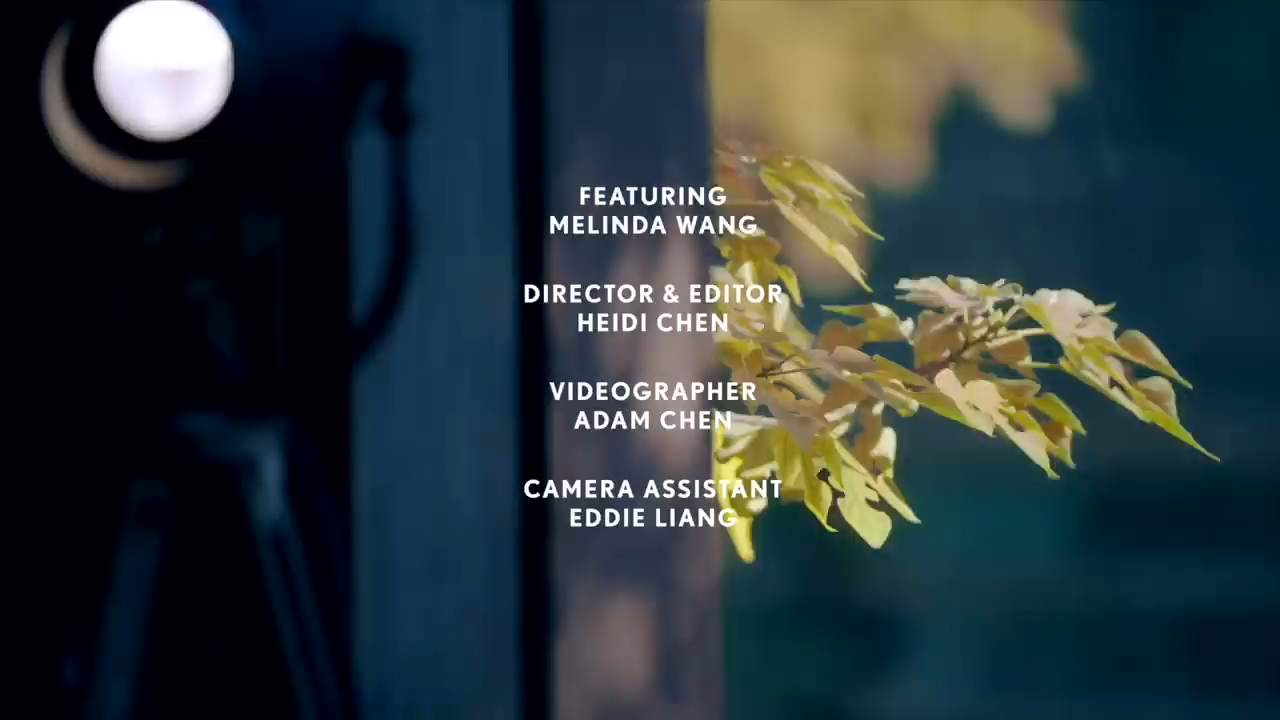 FEATURING
MELINDA WANG
DIRECTOR & EDITOR
HEIDI CHEN
VIDEOGRAPHER
ADAM CHEN
CAMERA ASSISTANT
EDDIE LIANG